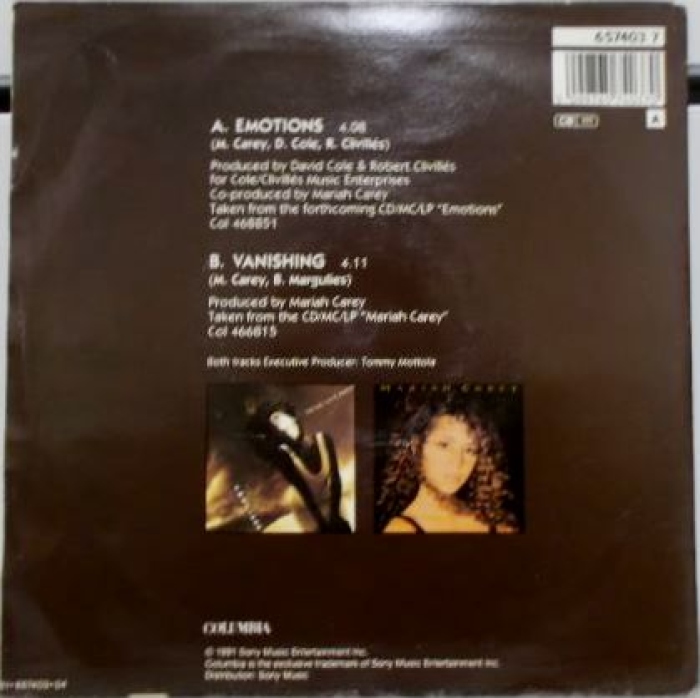 657403 7
A
A. EMOTIONS 4.08
(M. Carey, D. Cole, R. Clivillés)
Produced by David Cole & Robert Clivillés
for Cole/Clivillés Music Enterprises
Co-produced by Mariah Carey
Taken from the forthcoming CD/MC/LP "Emotions"
Col 468851
B. VANISHING 4.11
(M. Carey, B. Margulies)
Produced by Mariah Carey
Taken from the CD/MC/LP "Mariah Carey"
Col 466815
Both tracks Executive Producer: Tommy Mottola
MARIAH CAREY
COLUMBIA
© 1991 Sony Music Entertainment Inc.
Columbia is the exclusive trademark of Sony Music Entertainment Inc.
Distribution: Sony Music